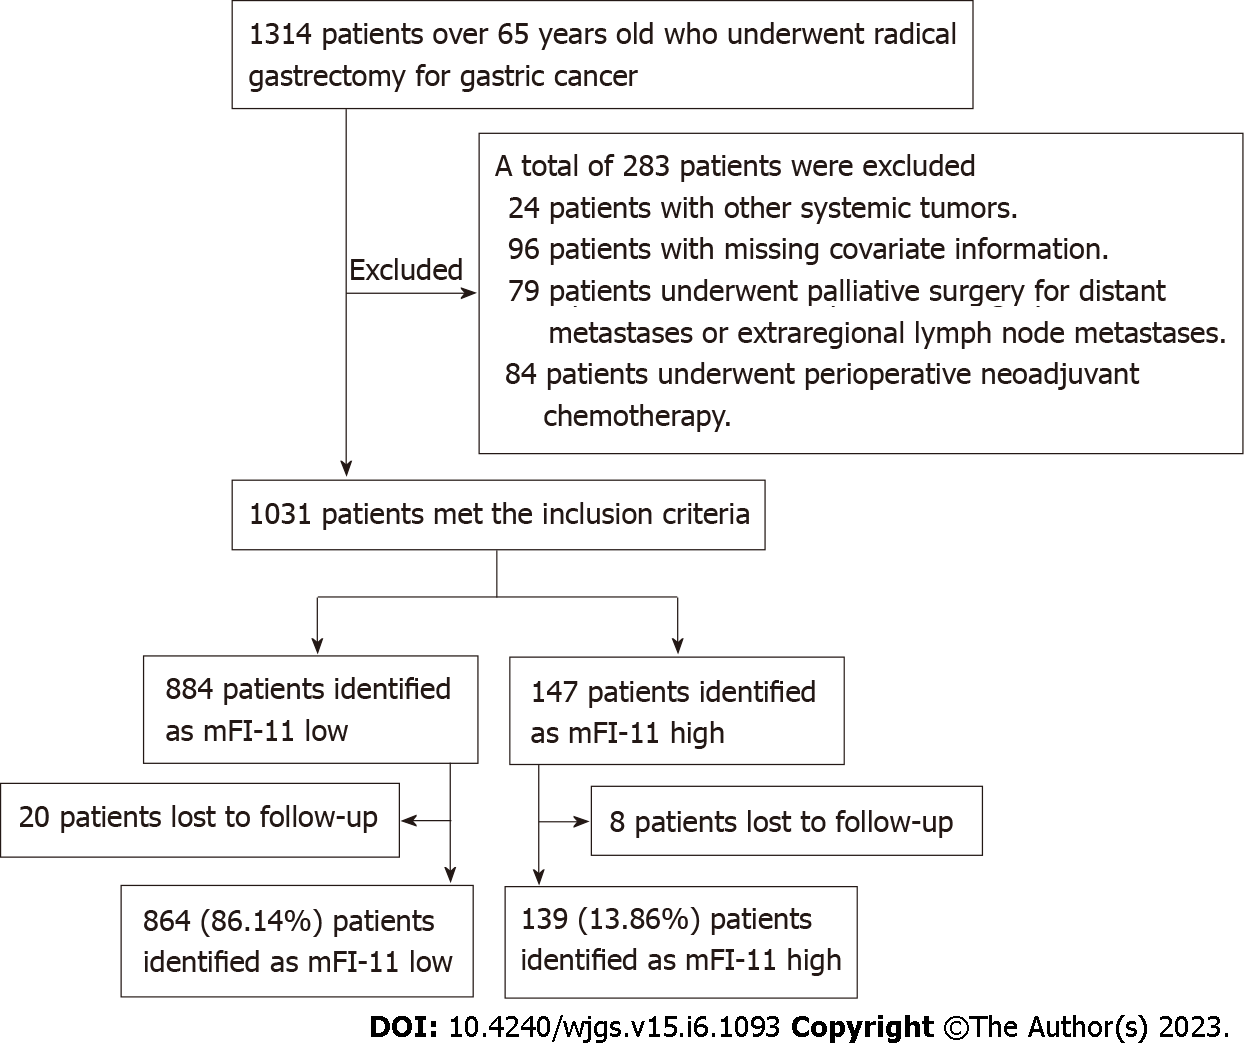 1314 patients over 65 years old who underwent radical
gastrectomy for gastric cancer
A total of 283 patients were excluded
24 patients with other systemic tumors.
96 patients with missing covariate information.
Excluded
79 patients underwent palliative surgery for distant
metastases or extraregional lymph node metastases.
84 patients underwent perioperative neoadjuvant
chemotherapy.
1031 patients met the inclusion criteria
884 patients identified
as mFI-11 low
147 patients identified
as mFI-11 high
20 patients lost to follow-up
8 patients lost to follow-up
864 (86.14%) patients
identified as mFI-11 low
139 (13.86%) patients
identified as mFI-11 high
DOI: 10.4240/wjgs.v15.i6.1093 Copyright ©The Author(s) 2023.